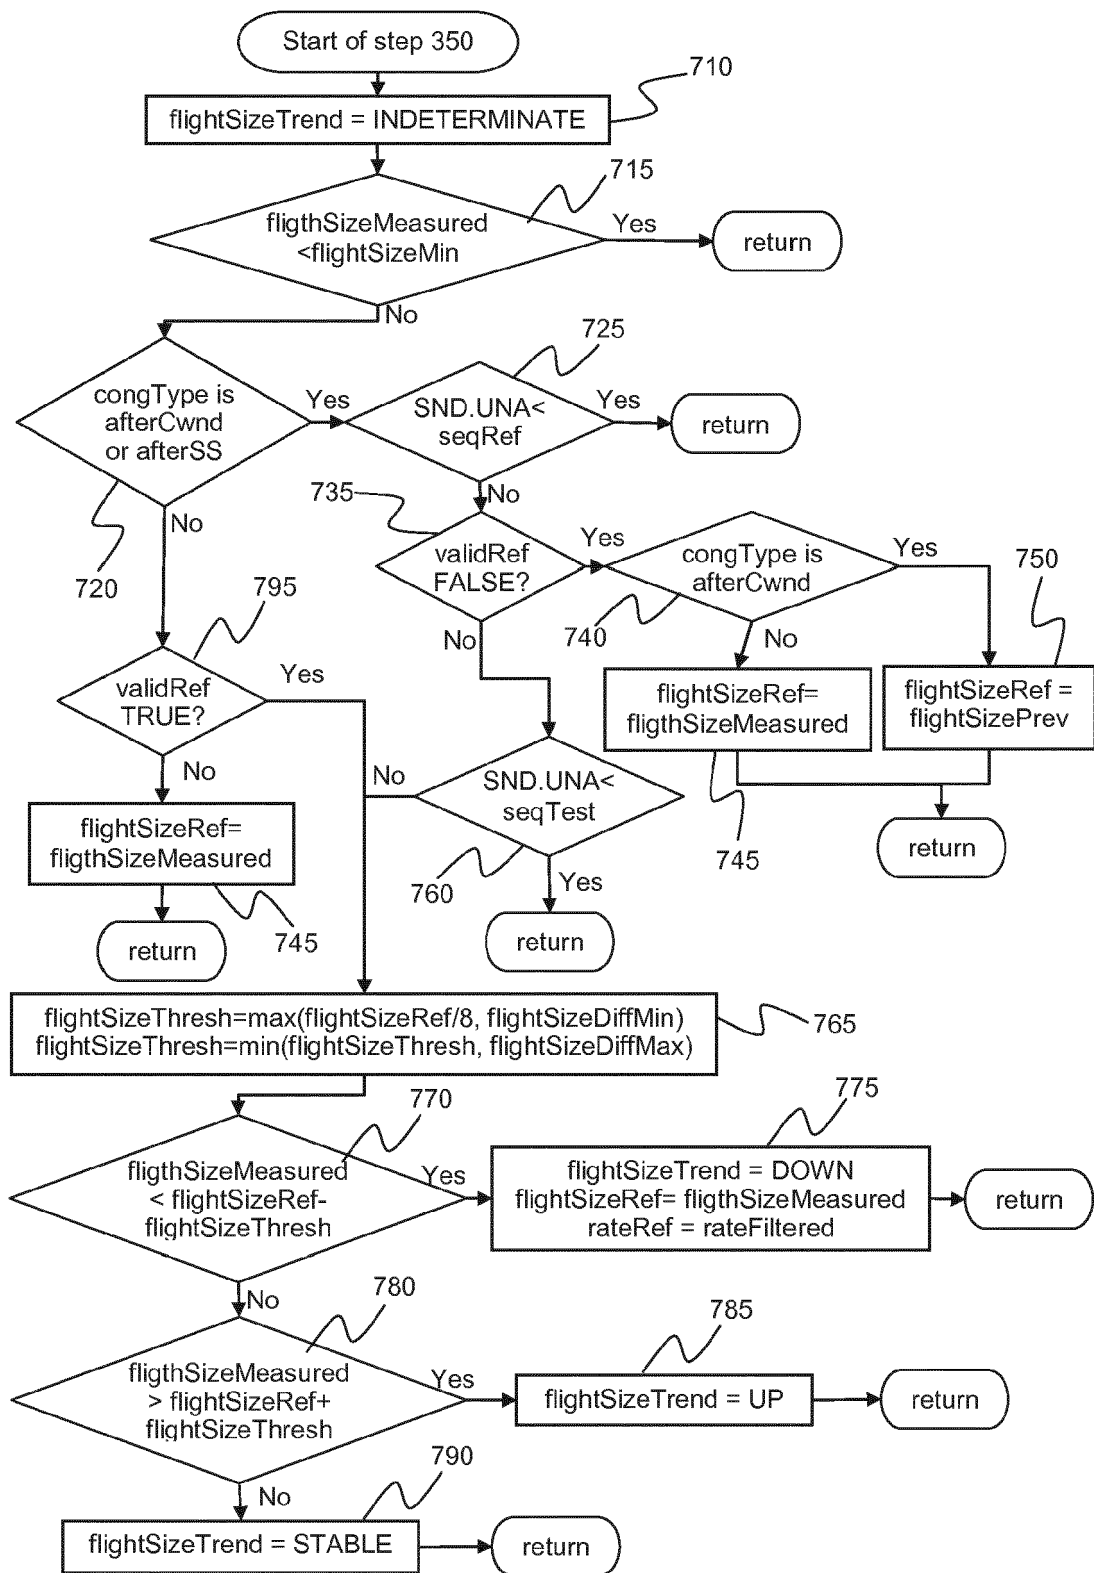 Start of step 350
710
flightSizeTrend = INDETERMINATE
715
fligthSizeMeasured
<flightSizeMin
Yes
return
No
725
congType is
afterCwnd
or afterSS
Yes
SND.UNA<
seqRef
Yes
return
720
No
735
No
validRef
FALSE?
Yes
congType is
afterCwnd
Yes
750
740
No
795
validRef
TRUE?
Yes
No
flightSizeRef=
fligthSizeMeasured
flightSizeRef =
flightSizePrev
No
SND.UNA<
seqTest
No
745
return
flightSizeRef=
fligthSizeMeasured
760
Yes
745
return
return
flightSizeThresh=max(flightSizeRef/8, flightSizeDiffMin)
flightSizeThresh=min(flightSizeThresh, flightSizeDiffMax)
765
770
775
fligthSizeMeasured
< flightSizeRef-
flightSizeThresh
Yes
flightSizeTrend = DOWN
flightSizeRef= fligthSizeMeasured
rateRef = rateFiltered
return
No
780
785
fligthSizeMeasured
> flightSizeRef+
flightSizeThresh
Yes
flightSizeTrend = UP
return
No
790
flightSizeTrend = STABLE
return